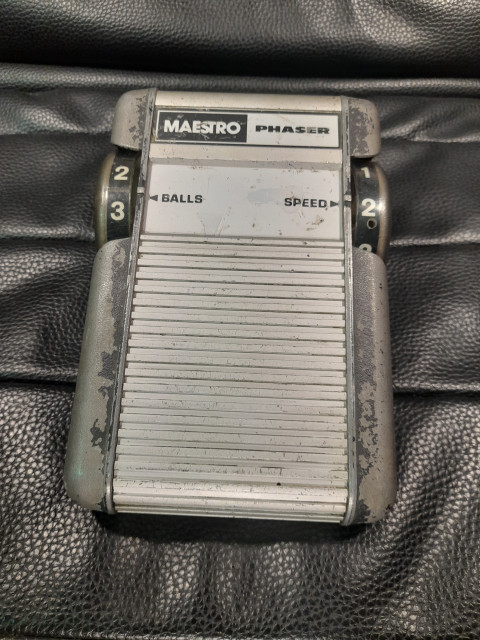 MAESTRO PHASER
2 1
◄BALLS SPEED►
3 2